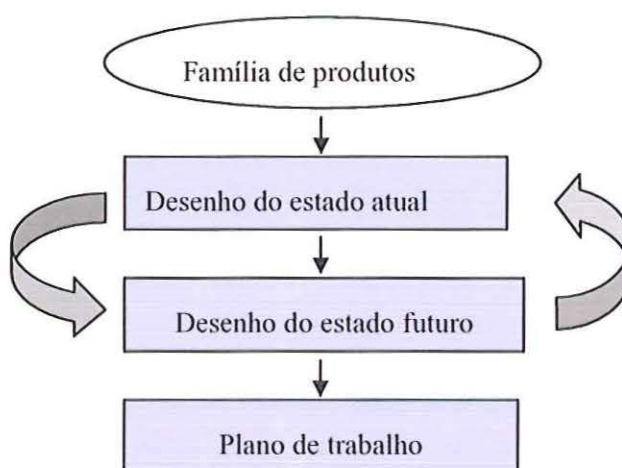 Família de produtos
Desenho do estado atual
Desenho do estado futuro
Plano de trabalho